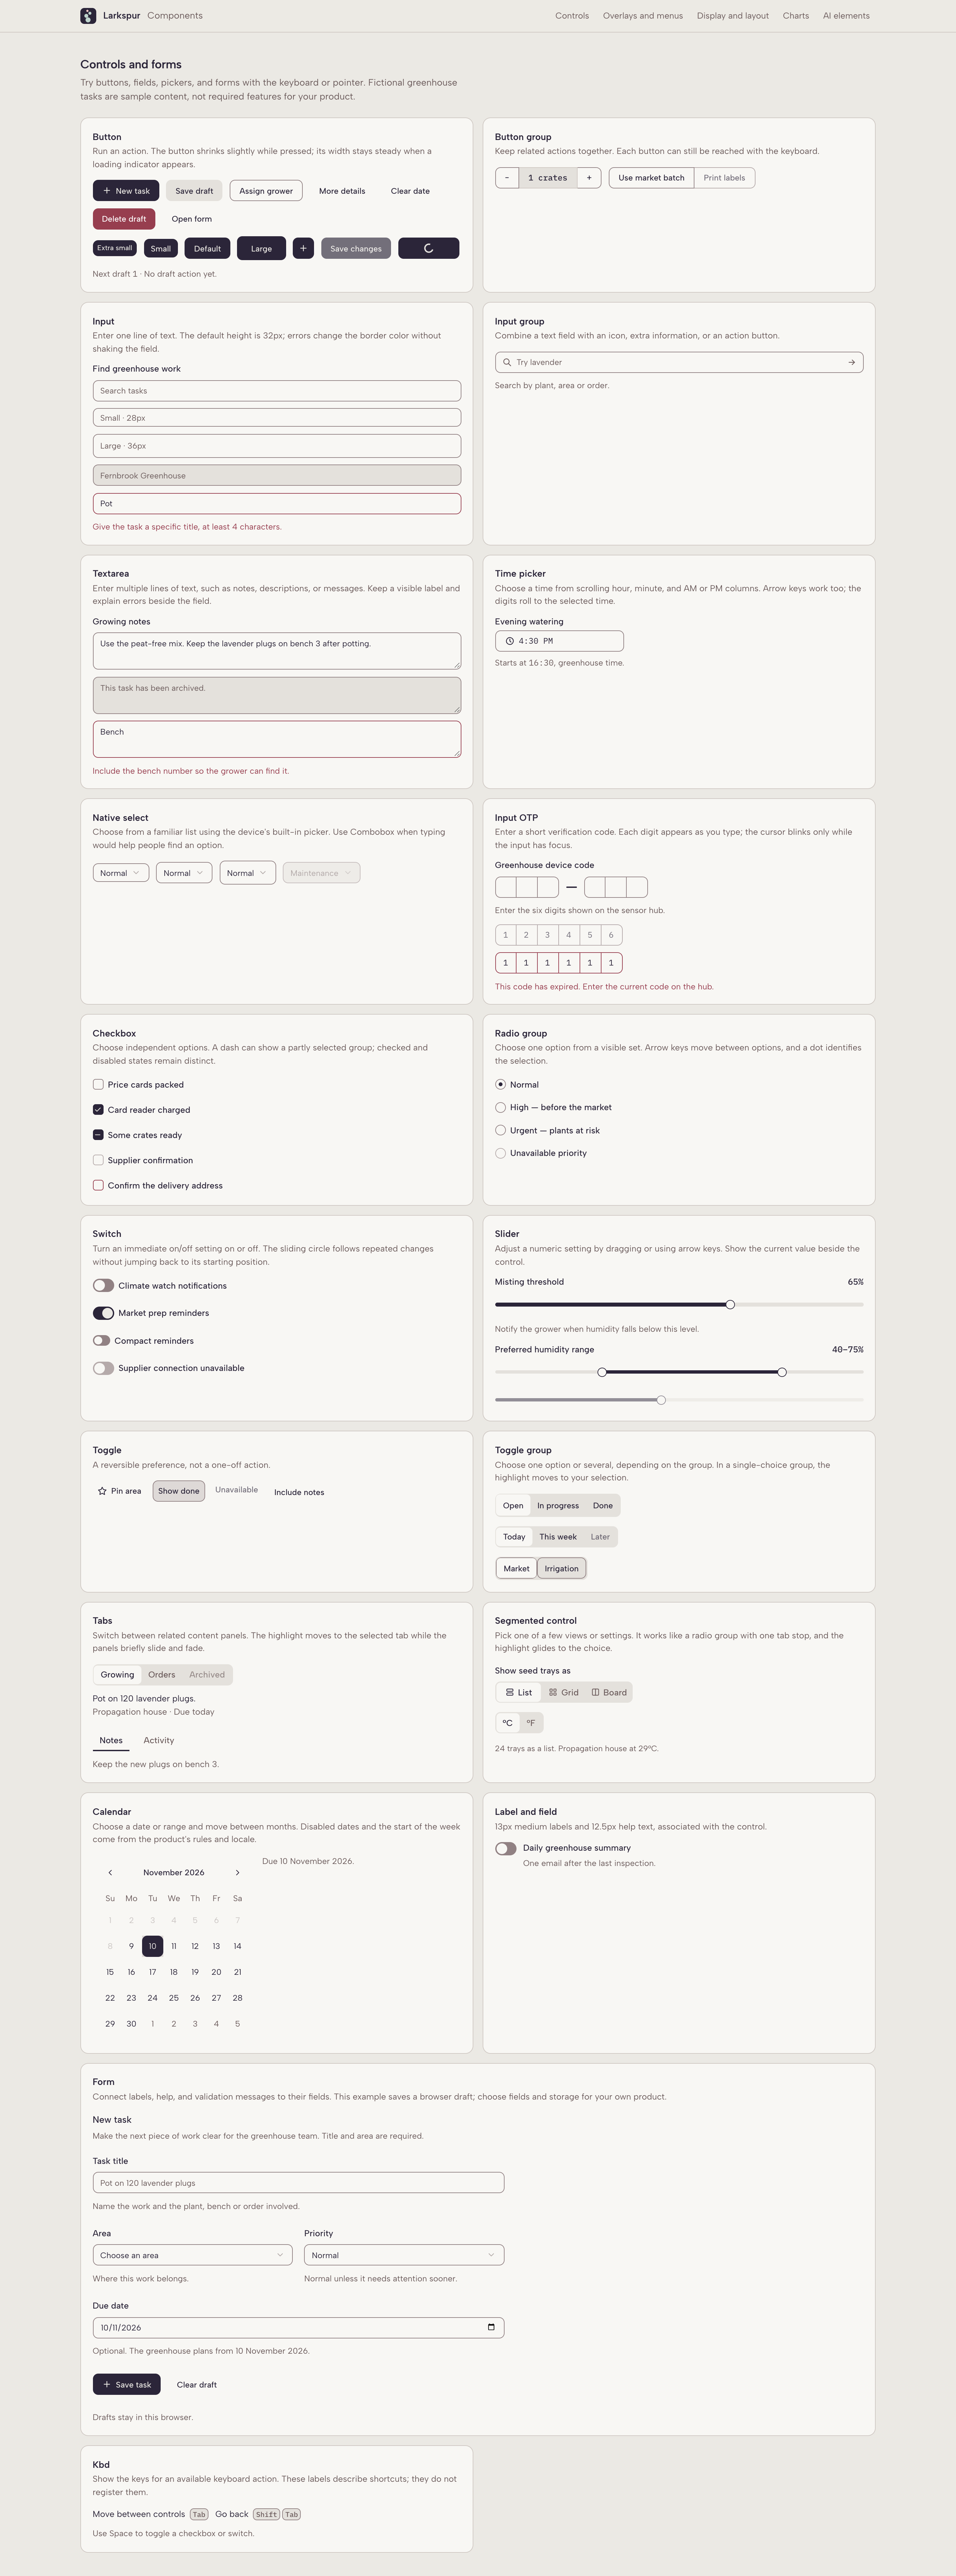 Larkspur Components
Controls Overlays and menus Display and layout Charts AI elements
Controls and forms
Try buttons, fields, pickers, and forms with the keyboard or pointer. Fictional greenhouse
tasks are sample content, not required features for your product.
Button
Run an action. The button shrinks slightly while pressed; its width stays steady when a
loading indicator appears.
+ New task Save draft Assign grower More details Clear date
Delete draft Open form
Extra small Small Default Large + Save changes
Next draft 1 · No draft action yet.
Button group
Keep related actions together. Each button can still be reached with the keyboard.
- 1 crates + Use market batch Print labels
Input
Enter one line of text. The default height is 32px; errors change the border color without
shaking the field.
Find greenhouse work
Search tasks
Small · 28px
Large · 36px
Fernbrook Greenhouse
Pot
Give the task a specific title, at least 4 characters.
Input group
Combine a text field with an icon, extra information, or an action button.
Try lavender
Search by plant, area or order.
Textarea
Enter multiple lines of text, such as notes, descriptions, or messages. Keep a visible label and
explain errors beside the field.
Growing notes
Use the peat-free mix. Keep the lavender plugs on bench 3 after potting.
This task has been archived.
Bench
Include the bench number so the grower can find it.
Time picker
Choose a time from scrolling hour, minute, and AM or PM columns. Arrow keys work too; the
digits roll to the selected time.
Evening watering
4:30 PM
Starts at 16:30, greenhouse time.
Native select
Choose from a familiar list using the device's built-in picker. Use Combobox when typing
would help people find an option.
Normal Normal Normal Maintenance
Input OTP
Enter a short verification code. Each digit appears as you type; the cursor blinks only while
the input has focus.
Greenhouse device code
Enter the six digits shown on the sensor hub.
1 2 3 4 5 6
1 1 1 1 1 1
This code has expired. Enter the current code on the hub.
Checkbox
Choose independent options. A dash can show a partly selected group; checked and
disabled states remain distinct.
Price cards packed
Card reader charged
Some crates ready
Supplier confirmation
Confirm the delivery address
Radio group
Choose one option from a visible set. Arrow keys move between options, and a dot identifies
the selection.
Normal
High — before the market
Urgent — plants at risk
Unavailable priority
Switch
Turn an immediate on/off setting on or off. The sliding circle follows repeated changes
without jumping back to its starting position.
Climate watch notifications
Market prep reminders
Compact reminders
Supplier connection unavailable
Slider
Adjust a numeric setting by dragging or using arrow keys. Show the current value beside the
control.
Misting threshold 65%
Notify the grower when humidity falls below this level.
Preferred humidity range 40–75%
Toggle
A reversible preference, not a one-off action.
Pin area Show done Unavailable Include notes
Toggle group
Choose one option or several, depending on the group. In a single-choice group, the
highlight moves to your selection.
Open In progress Done
Today This week Later
Market Irrigation
Tabs
Switch between related content panels. The highlight moves to the selected tab while the
panels briefly slide and fade.
Growing Orders Archived
Pot on 120 lavender plugs.
Propagation house · Due today
Notes Activity
Keep the new plugs on bench 3.
Segmented control
Pick one of a few views or settings. It works like a radio group with one tab stop, and the
highlight glides to the choice.
Show seed trays as
List Grid Board
°C °F
24 trays as a list. Propagation house at 29°C.
Calendar
Choose a date or range and move between months. Disabled dates and the start of the week
come from the product's rules and locale.
November 2026
Su Mo Tu We Th Fr Sa
1 2 3 4 5 6 7
8 9 10 11 12 13 14
15 16 17 18 19 20 21
22 23 24 25 26 27 28
29 30 1 2 3 4 5
Due 10 November 2026.
Label and field
13px medium labels and 12.5px help text, associated with the control.
Daily greenhouse summary
One email after the last inspection.
Form
Connect labels, help, and validation messages to their fields. This example saves a browser draft; choose fields and storage for your own product.
New task
Make the next piece of work clear for the greenhouse team. Title and area are required.
Task title
Pot on 120 lavender plugs
Name the work and the plant, bench or order involved.
Area Priority
Choose an area Normal
Where this work belongs. Normal unless it needs attention sooner.
Due date
10/11/2026
Optional. The greenhouse plans from 10 November 2026.
+ Save task Clear draft
Drafts stay in this browser.
Kbd
Show the keys for an available keyboard action. These labels describe shortcuts; they do not
register them.
Move between controls Tab Go back Shift Tab
Use Space to toggle a checkbox or switch.